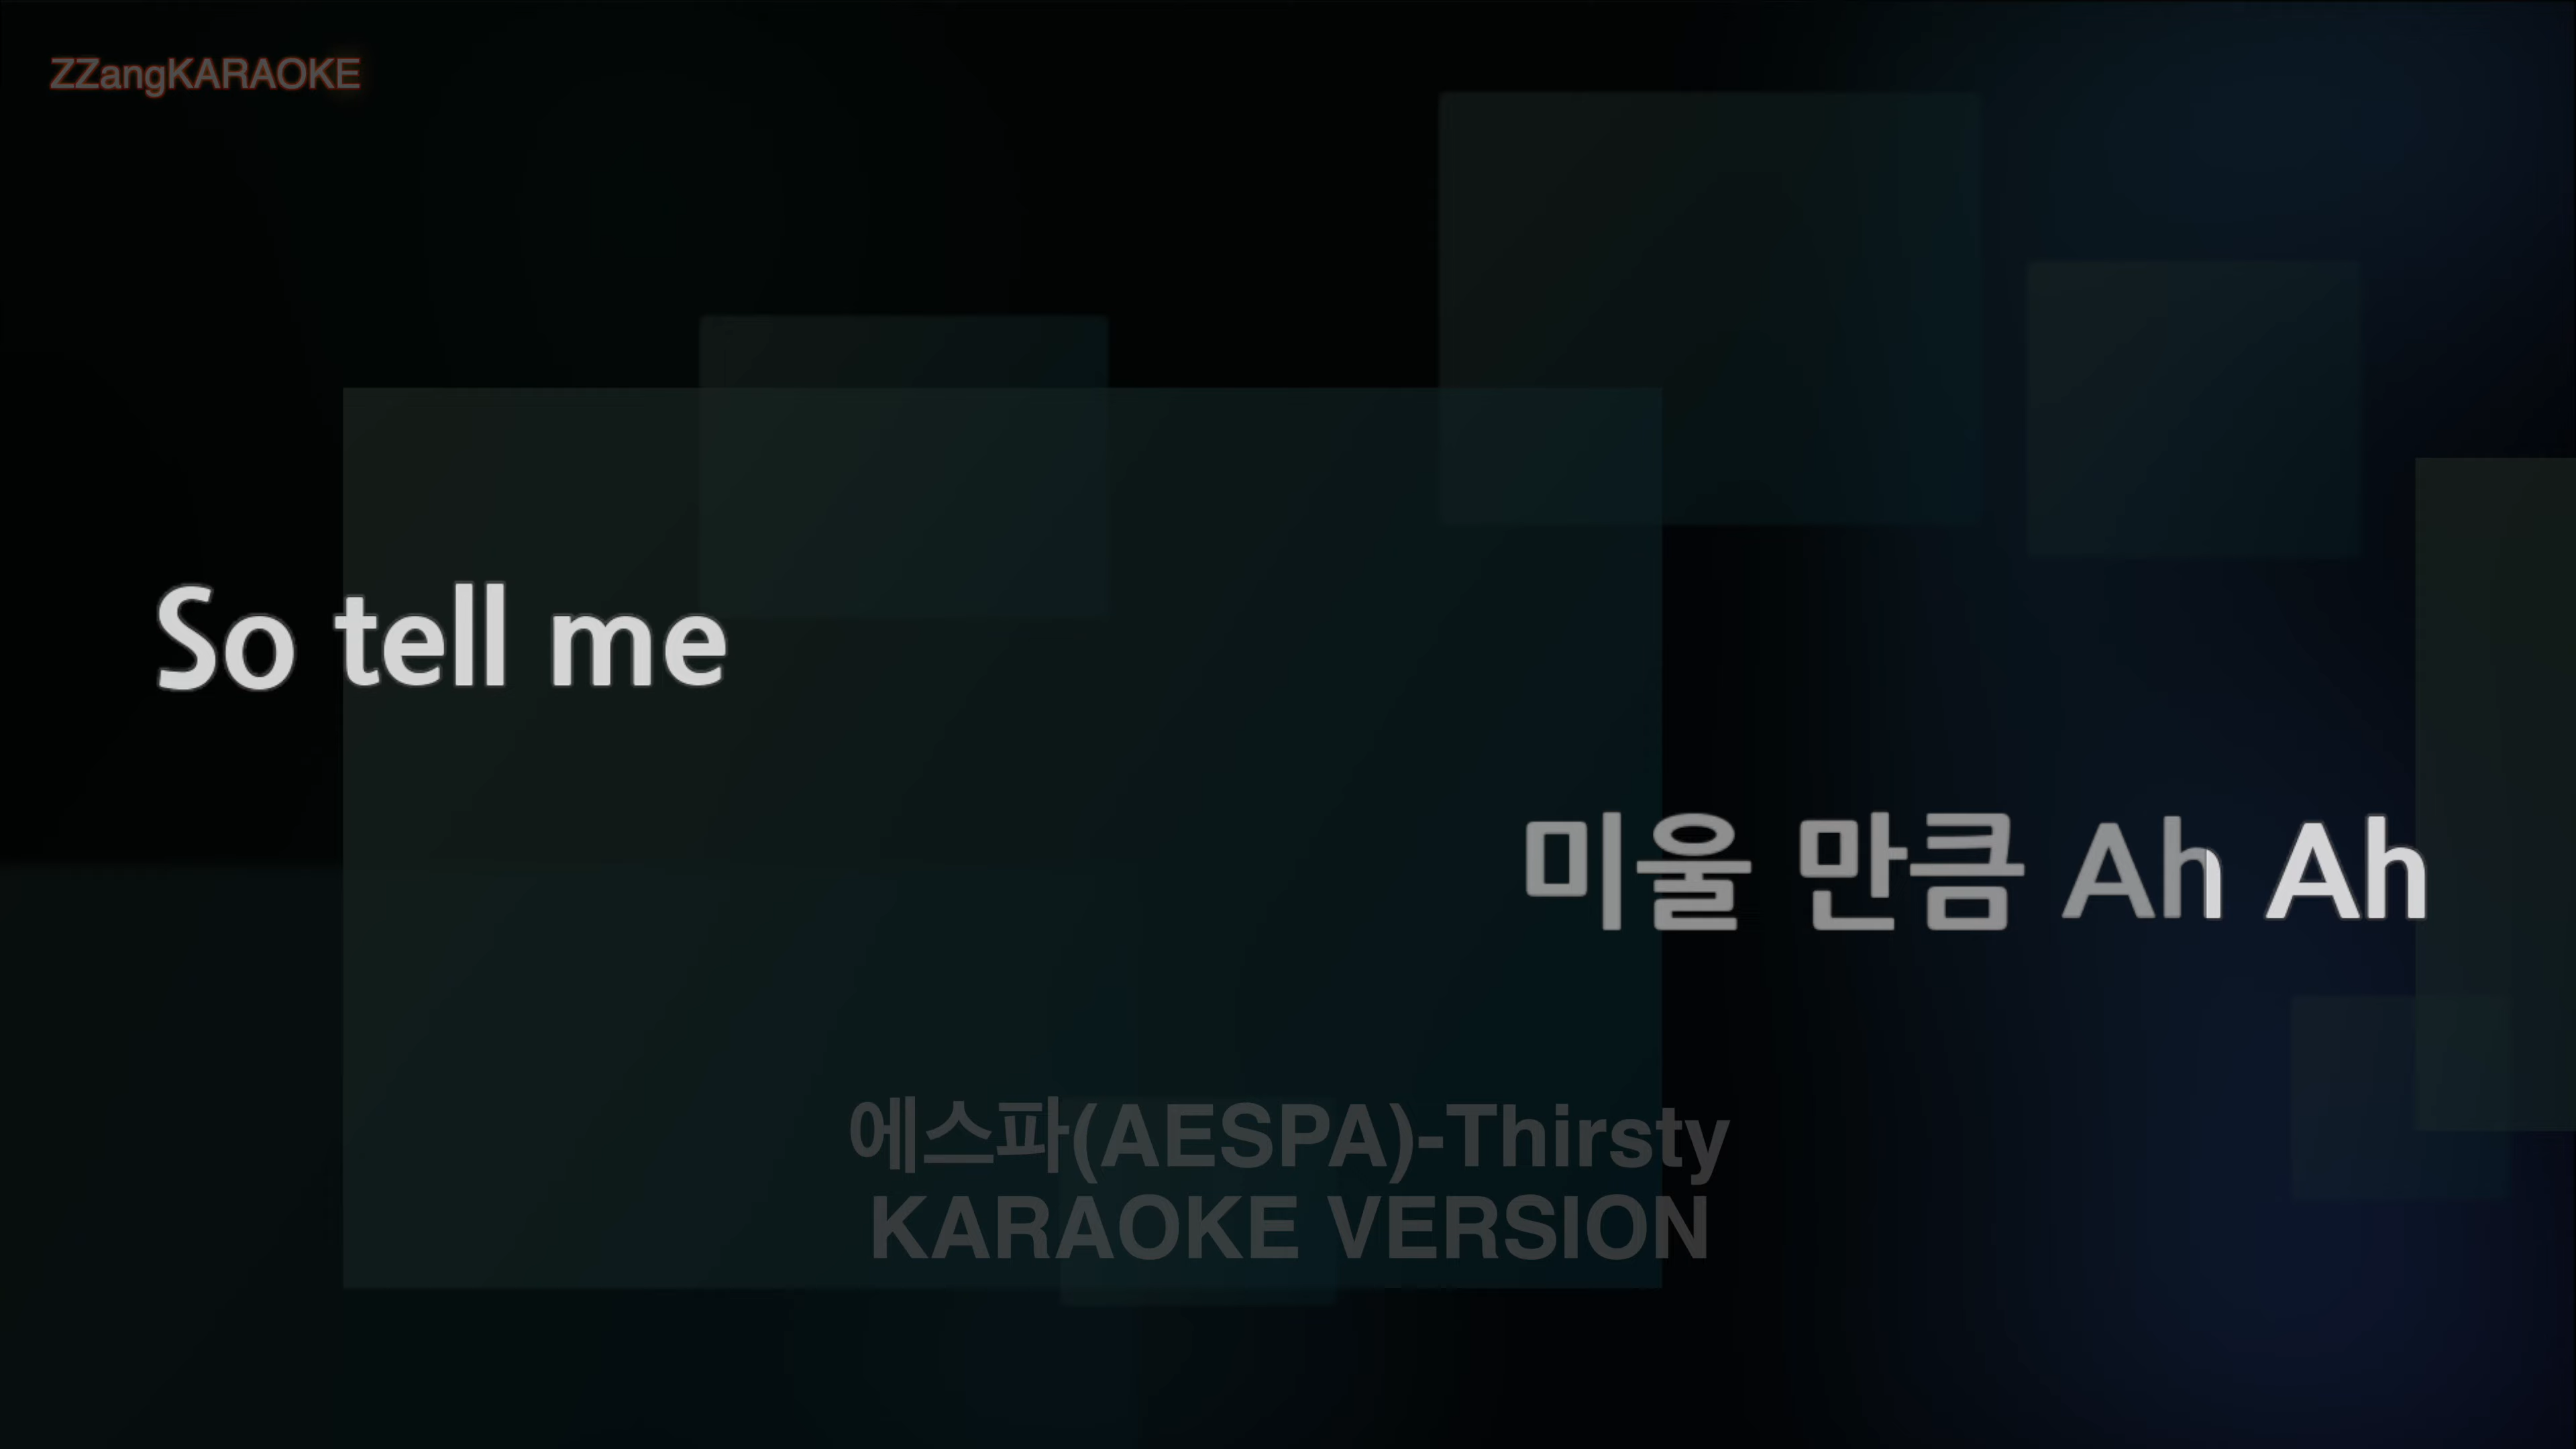 ZZangKARAOKE
So tell me
미울 만큼 Ah Ah
에스파(AESPA)-Thirsty
KARAOKE VERSION